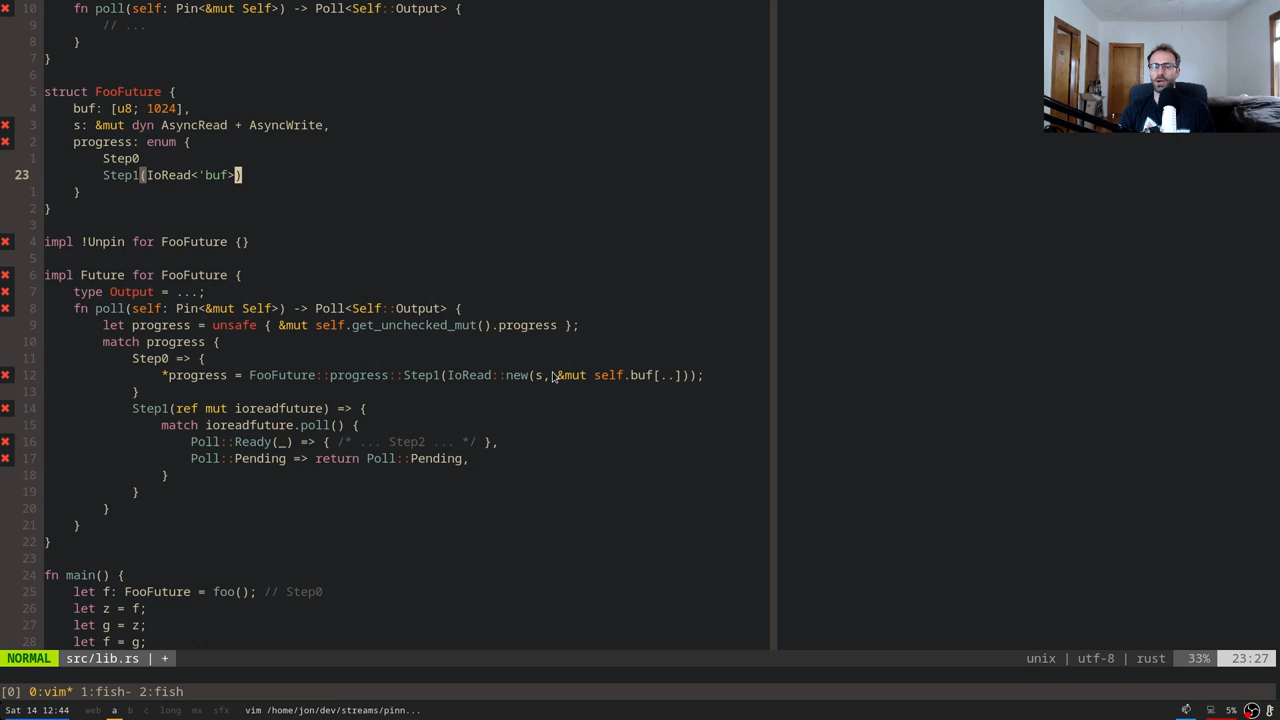 10 fn poll(self: Pin<&mut Self>) -> Poll<Self::Output> {
9 // ...
8 }
7 }
6
5 struct FooFuture {
4 buf: [u8; 1024],
3 s: &mut dyn AsyncRead + AsyncWrite,
2 progress: enum {
1 Step0
23 Step1(IoRead<'buf>)
1 }
2 }
3
4 impl !Unpin for FooFuture {}
5
6 impl Future for FooFuture {
7 type Output = ...;
8 fn poll(self: Pin<&mut Self>) -> Poll<Self::Output> {
9 let progress = unsafe { &mut self.get_unchecked_mut().progress };
10 match progress {
11 Step0 => {
12 *progress = FooFuture::progress::Step1(IoRead::new(s, &mut self.buf[..]));
13 }
14 Step1(ref mut ioreadfuture) => {
15 match ioreadfuture.poll() {
16 Poll::Ready(_) => { /* ... Step2 ... */ },
17 Poll::Pending => return Poll::Pending,
18 }
19 }
20 }
21 }
22 }
23
24 fn main() {
25 let f: FooFuture = foo(); // Step0
26 let z = f;
27 let g = z;
28 let f = g;
NORMAL src/lib.rs | + unix | utf-8 | rust 33% 23:27
[0] 0:vim* 1:fish- 2:fish
Sat 14 12:44 web a b c long mx sfx vim /home/jon/dev/streams/pinn... 5%